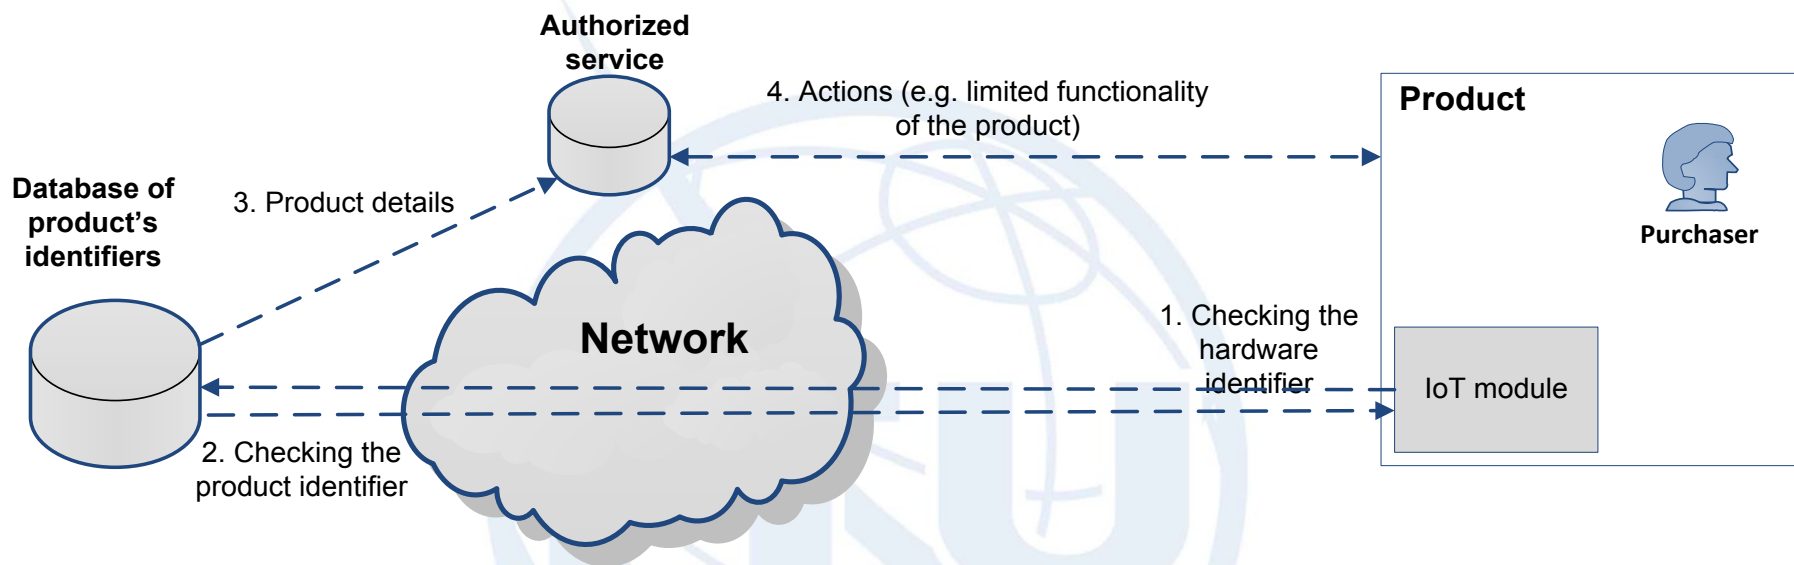 Authorized
service
4. Actions (e.g. limited functionality
of the product)
Product
Database of
product's
identifiers
3. Product details
Purchaser
Network
1. Checking the
hardware
identifier
IoT module
2. Checking the
product identifier